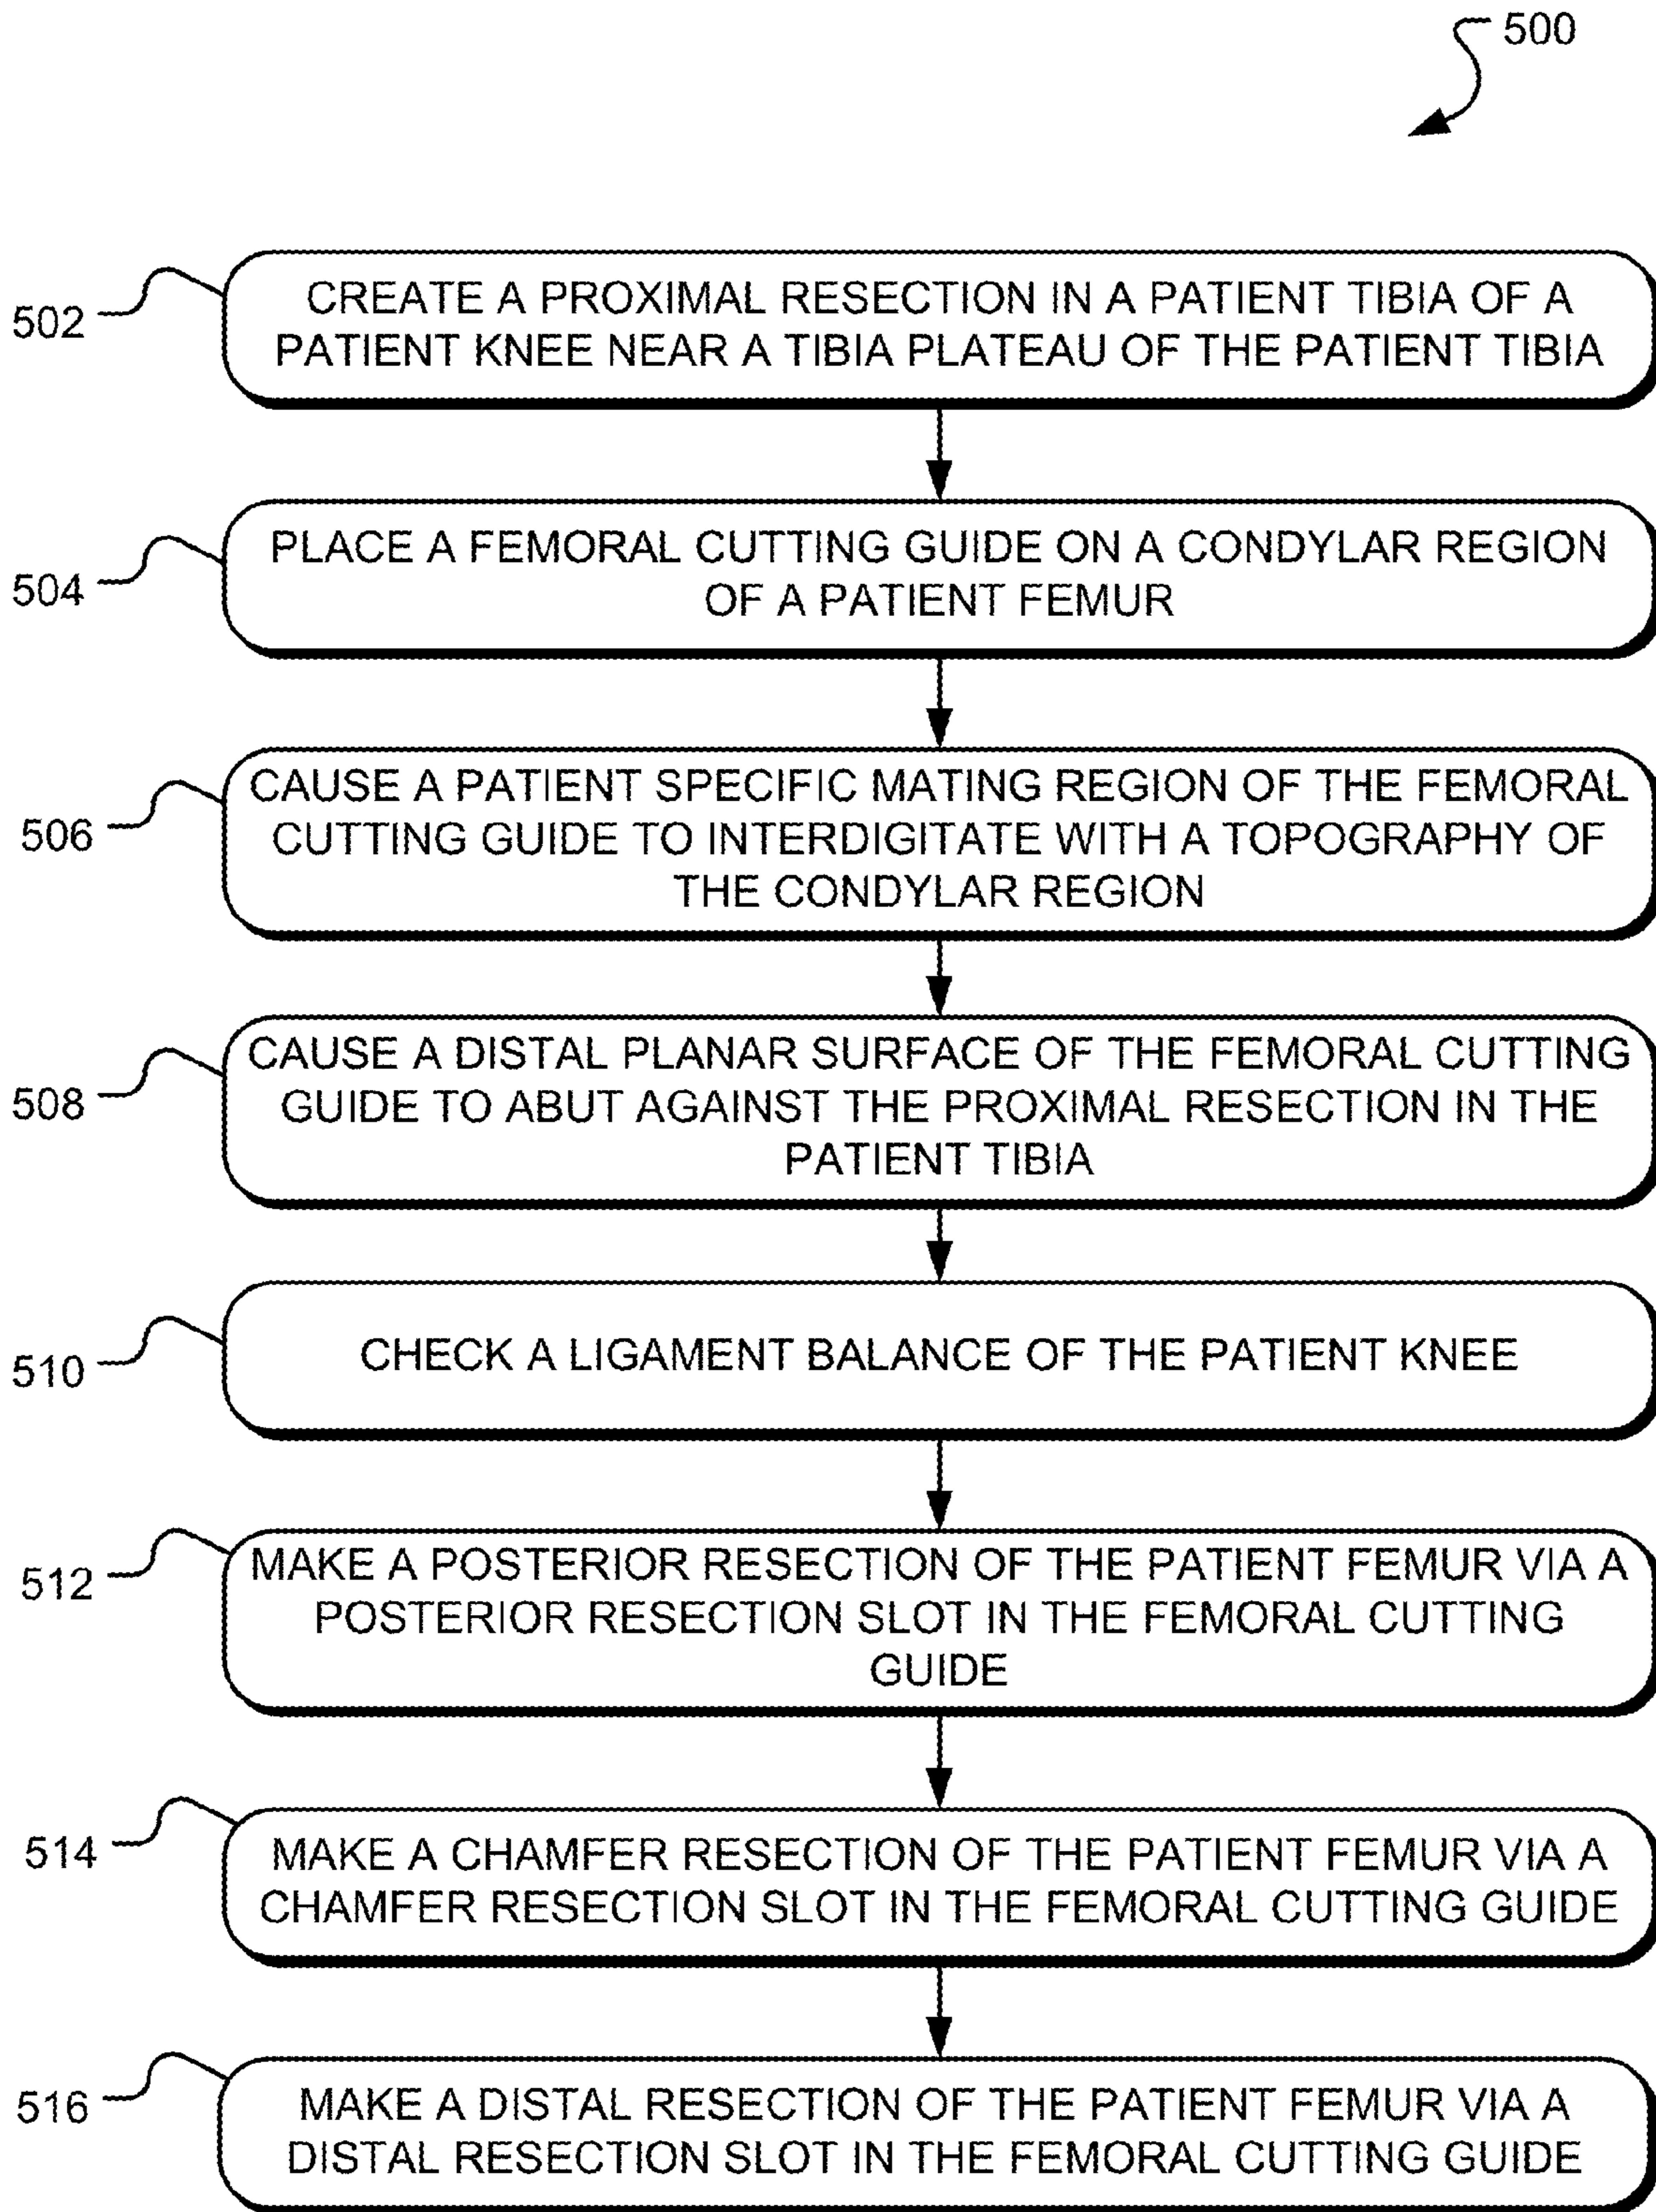 500
502
CREATE A PROXIMAL RESECTION IN A PATIENT TIBIA OF A
PATIENT KNEE NEAR A TIBIA PLATEAU OF THE PATIENT TIBIA
504
PLACE A FEMORAL CUTTING GUIDE ON A CONDYLAR REGION
OF A PATIENT FEMUR
506
CAUSE A PATIENT SPECIFIC MATING REGION OF THE FEMORAL
CUTTING GUIDE TO INTERDIGITATE WITH A TOPOGRAPHY OF
THE CONDYLAR REGION
508
CAUSE A DISTAL PLANAR SURFACE OF THE FEMORAL CUTTING
GUIDE TO ABUT AGAINST THE PROXIMAL RESECTION IN THE
PATIENT TIBIA
510
CHECK A LIGAMENT BALANCE OF THE PATIENT KNEE
512
MAKE A POSTERIOR RESECTION OF THE PATIENT FEMUR VIA A
POSTERIOR RESECTION SLOT IN THE FEMORAL CUTTING
GUIDE
514
MAKE A CHAMFER RESECTION OF THE PATIENT FEMUR VIA A
CHAMFER RESECTION SLOT IN THE FEMORAL CUTTING GUIDE
516
MAKE A DISTAL RESECTION OF THE PATIENT FEMUR VIA A
DISTAL RESECTION SLOT IN THE FEMORAL CUTTING GUIDE